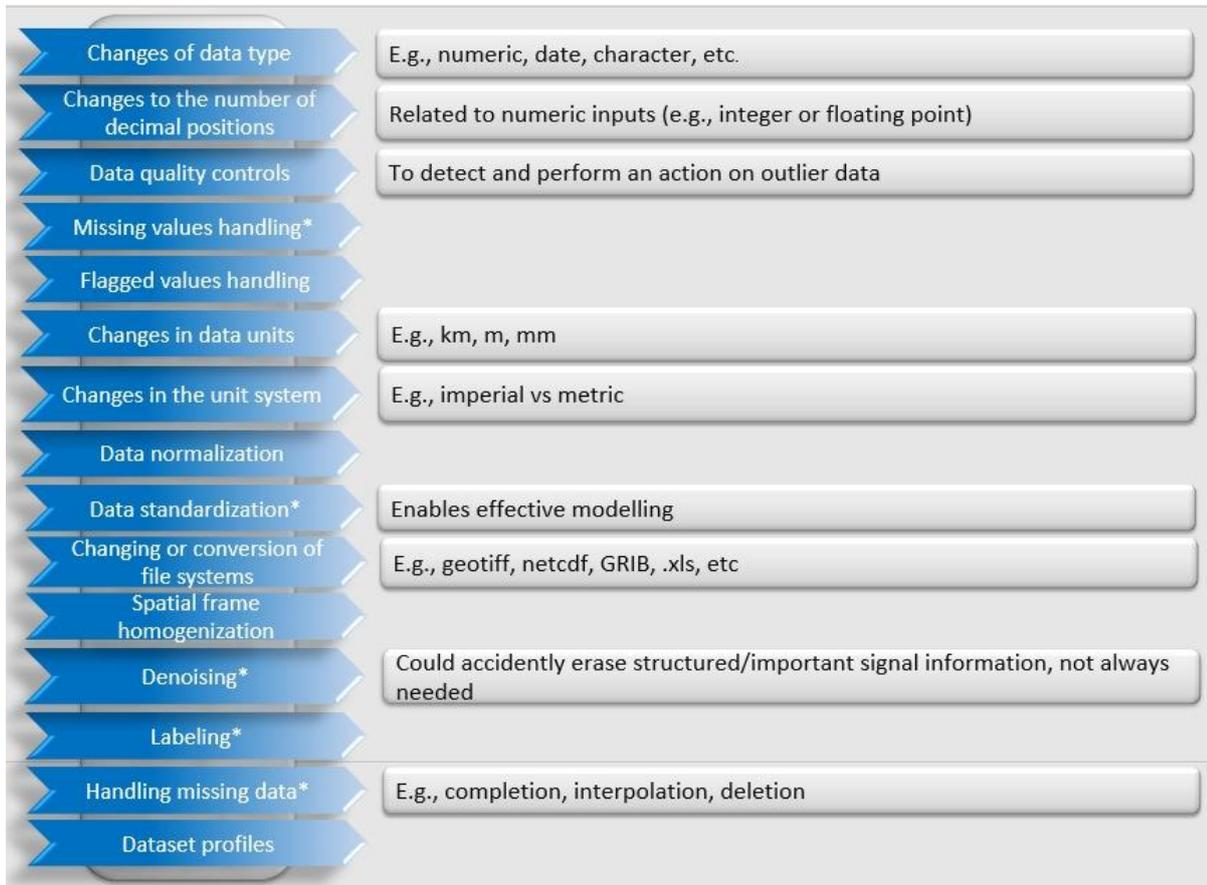 Changes of data type
E.g., numeric, date, character, etc.
Changes to the number of
decimal positions
Related to numeric inputs (e.g., integer or floating point)
Data quality controls
To detect and perform an action on outlier data
Missing values handling*
Flagged values handling
Changes in data units
E.g., km, m, mm
Changes in the unit system
E.g., imperial vs metric
Data normalization
Data standardization*
Enables effective modelling
Changing or conversion of
file systems
E.g., geotiff, netcdf, GRIB, .xls, etc
Spatial frame
homogenization
Denoising*
Could accidently erase structured/important signal information, not always
needed
Labeling*
Handling missing data*
E.g., completion, interpolation, deletion
Dataset profiles